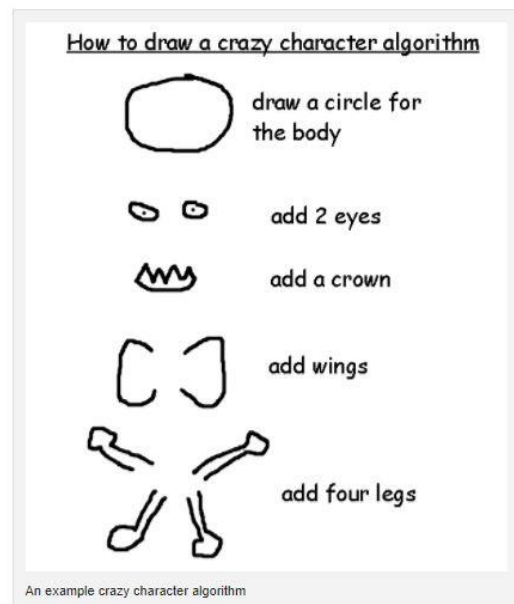 How to draw a crazy character algorithm
draw a circle for
the body
add 2 eyes
add a crown
add wings
add four legs
An example crazy character algorithm